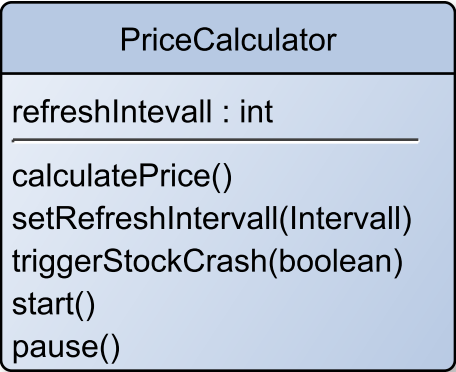 PriceCalculator
refreshIntevall : int
calculatePrice()
setRefreshIntervall(Intervall)
triggerStockCrash(boolean)
start()
pause()